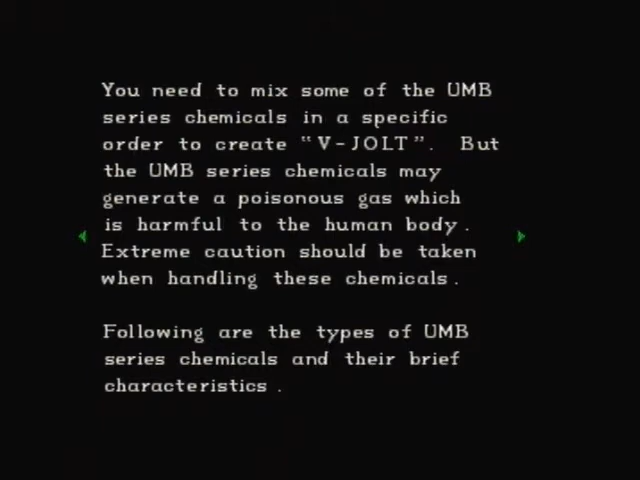 You need to mix some of the UMB
series chemicals in a specific
order to create "V-JOLT". But
the UMB series chemicals may
generate a poisonous gas which
is harmful to the human body.
Extreme caution should be taken
when handling these chemicals.
Following are the types of UMB
series chemicals and their brief
characteristics.